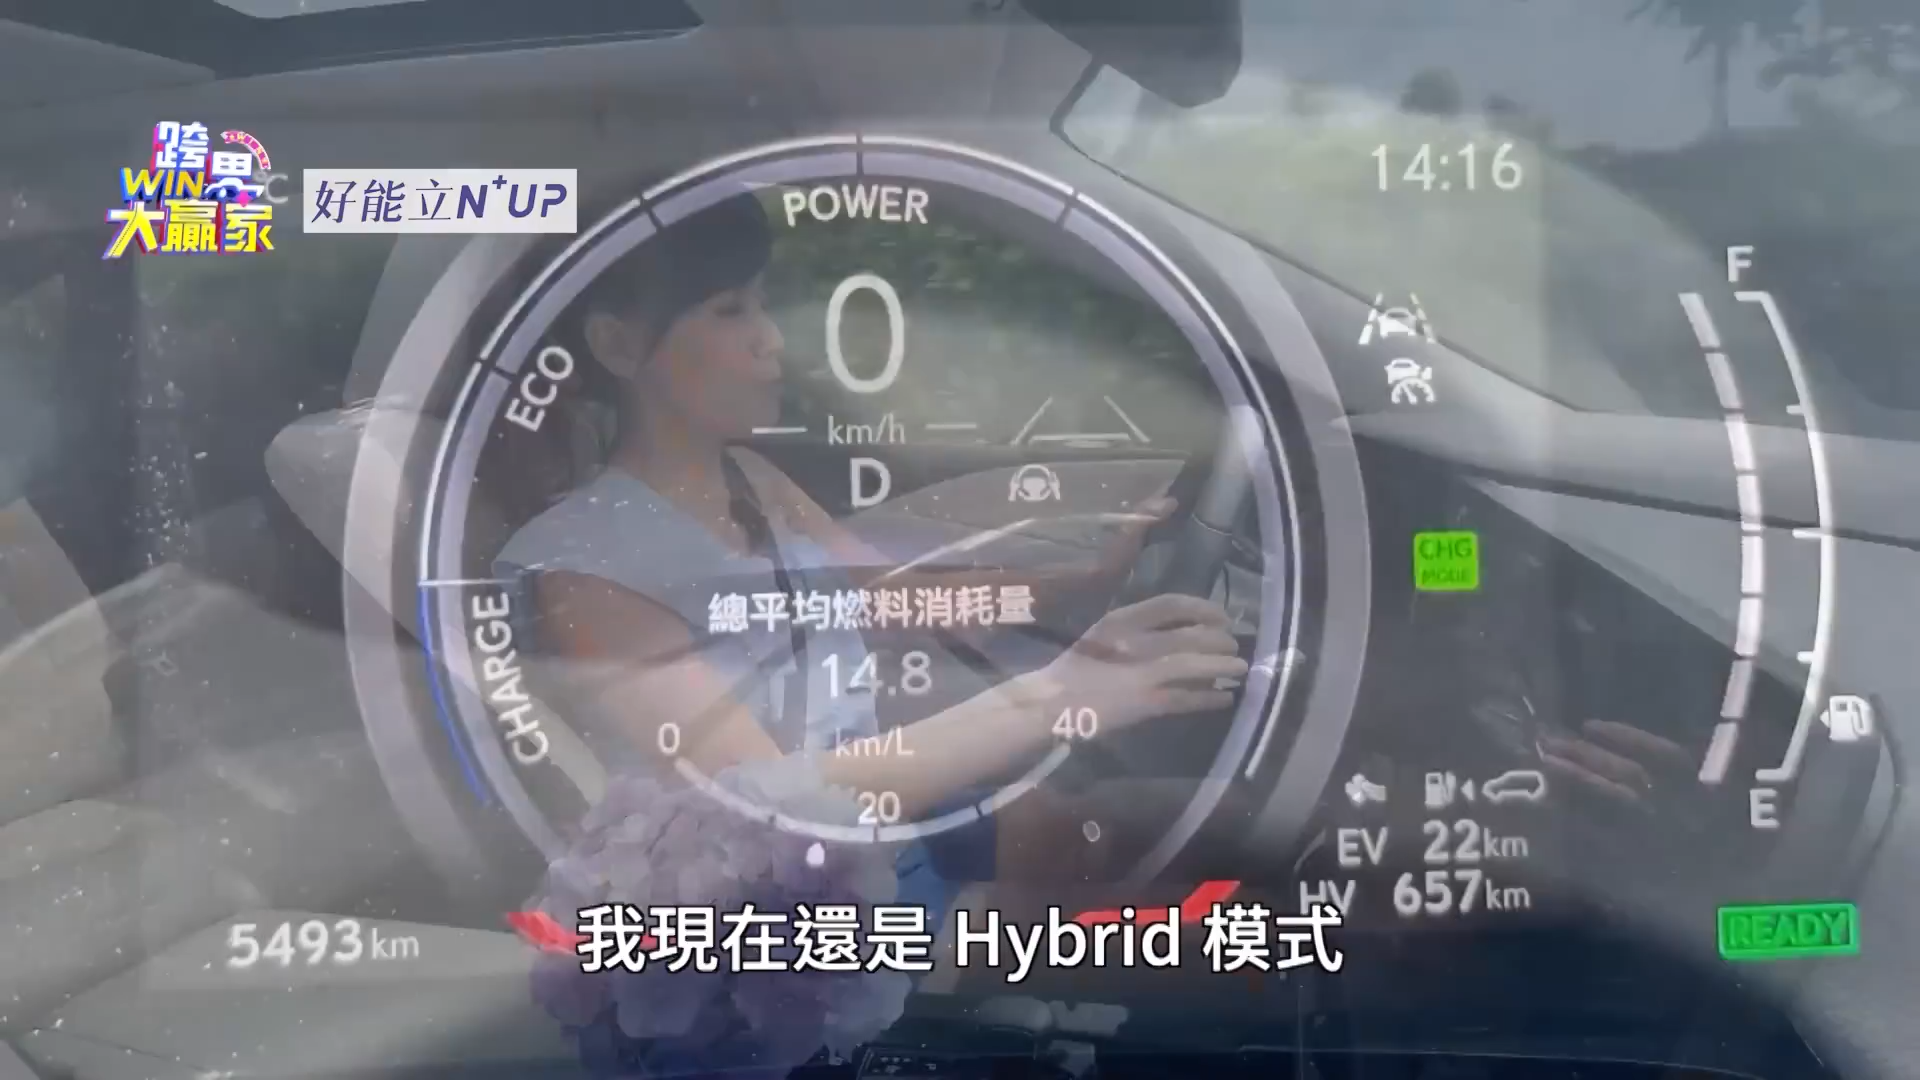 跨界
WIN
大贏家
°C
好能立N+UP
14:16
POWER
ECO
CHARGE
0
km/h
D
總平均燃料消耗量
14.8
km/L
0
20
40
F
E
CHG
MODE
EV 22km
HV 657km
READY
5493km
我現在還是 Hybrid 模式